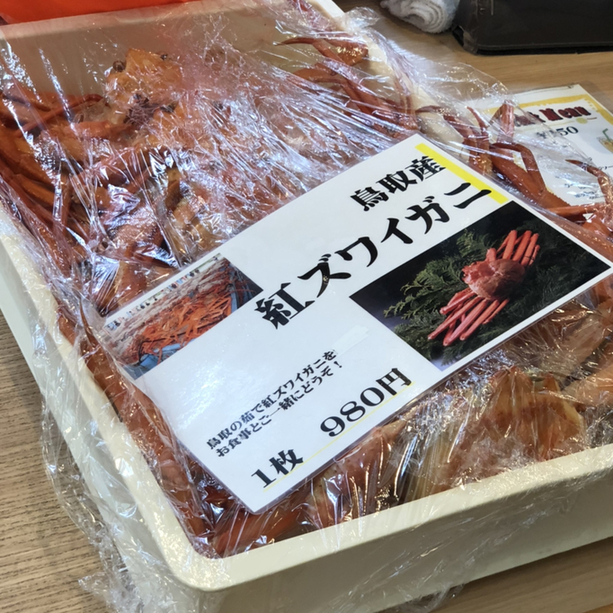 鳥取産
紅ズワイガニ
鳥取の茹で紅ズワイガニを
お食事とご一緒にどうぞ！
1枚 980円